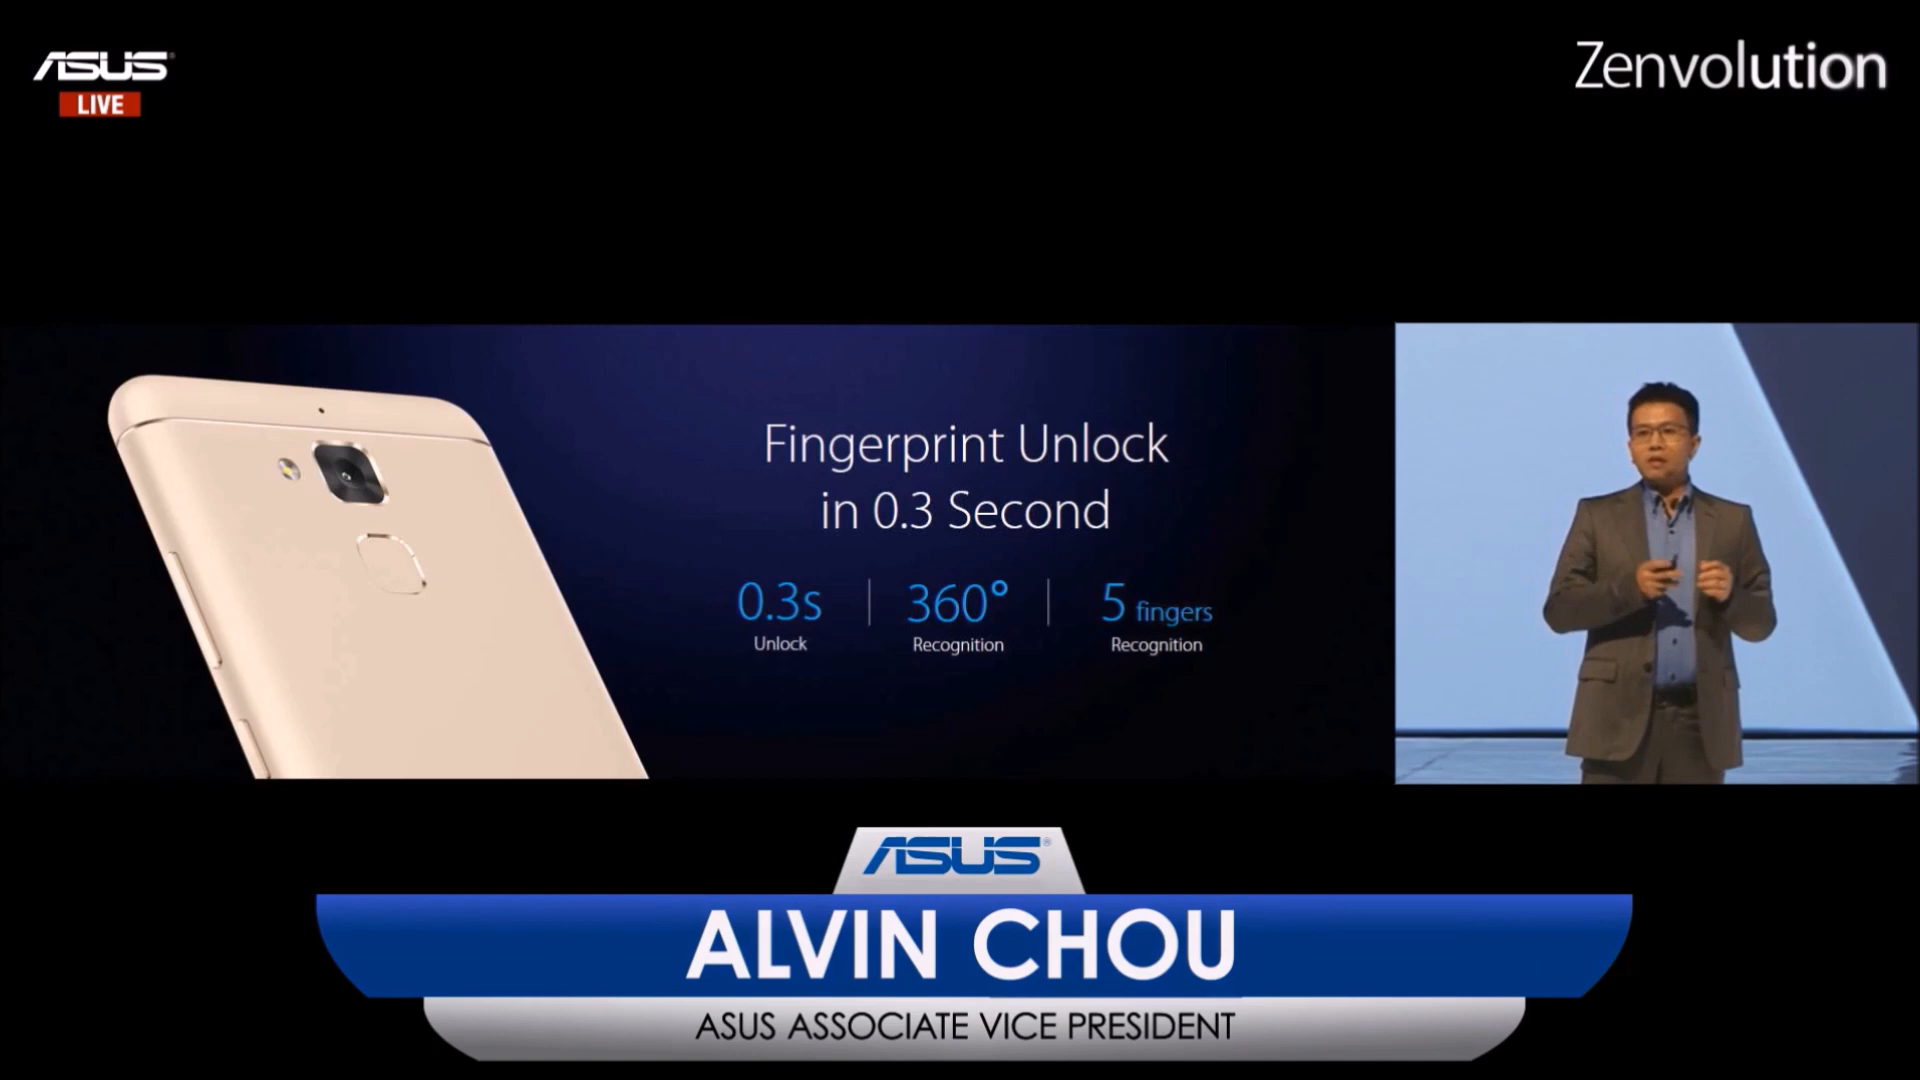 ASUS
LIVE
Zenvolution
Fingerprint Unlock
in 0.3 Second
0.3s
Unlock
360°
Recognition
5 fingers
Recognition
ASUS
ALVIN CHOU
ASUS ASSOCIATE VICE PRESIDENT